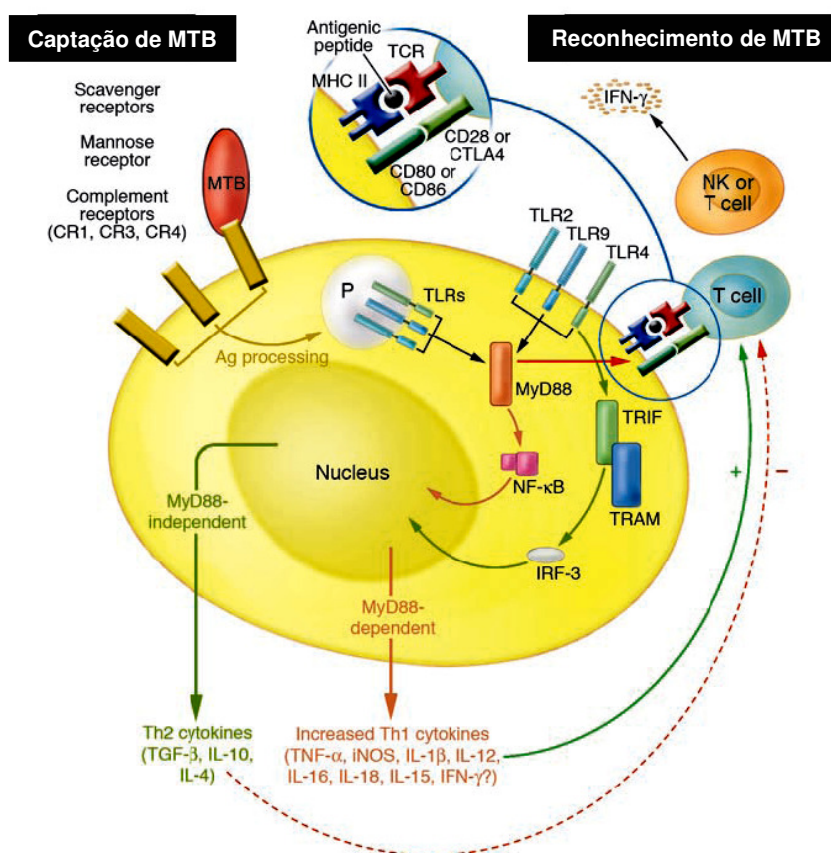 Captação de MTB
Reconhecimento de MTB
Scavenger
receptors
Mannose
receptor
Complement
receptors
(CR1, CR3, CR4)
MTB
Antigenic
peptide
TCR
MHC II
CD28 or
CTLA4
CD80 or
CD86
IFN-γ
NK or
T cell
TLR2
TLR9
TLR4
T cell
P
TLRs
Ag processing
MyD88
TRIF
TRAM
NF-κB
IRF-3
Nucleus
MyD88-
independent
MyD88-
dependent
+
–
Th2 cytokines
(TGF-β, IL-10,
IL-4)
Increased Th1 cytokines
(TNF-α, iNOS, IL-1β, IL-12,
IL-16, IL-18, IL-15, IFN-γ?)